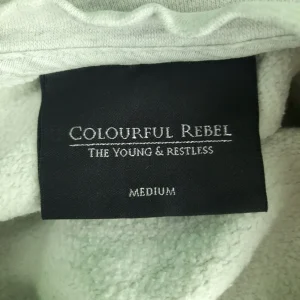 COLOURFUL REBEL
THE YOUNG & RESTLESS
MEDIUM